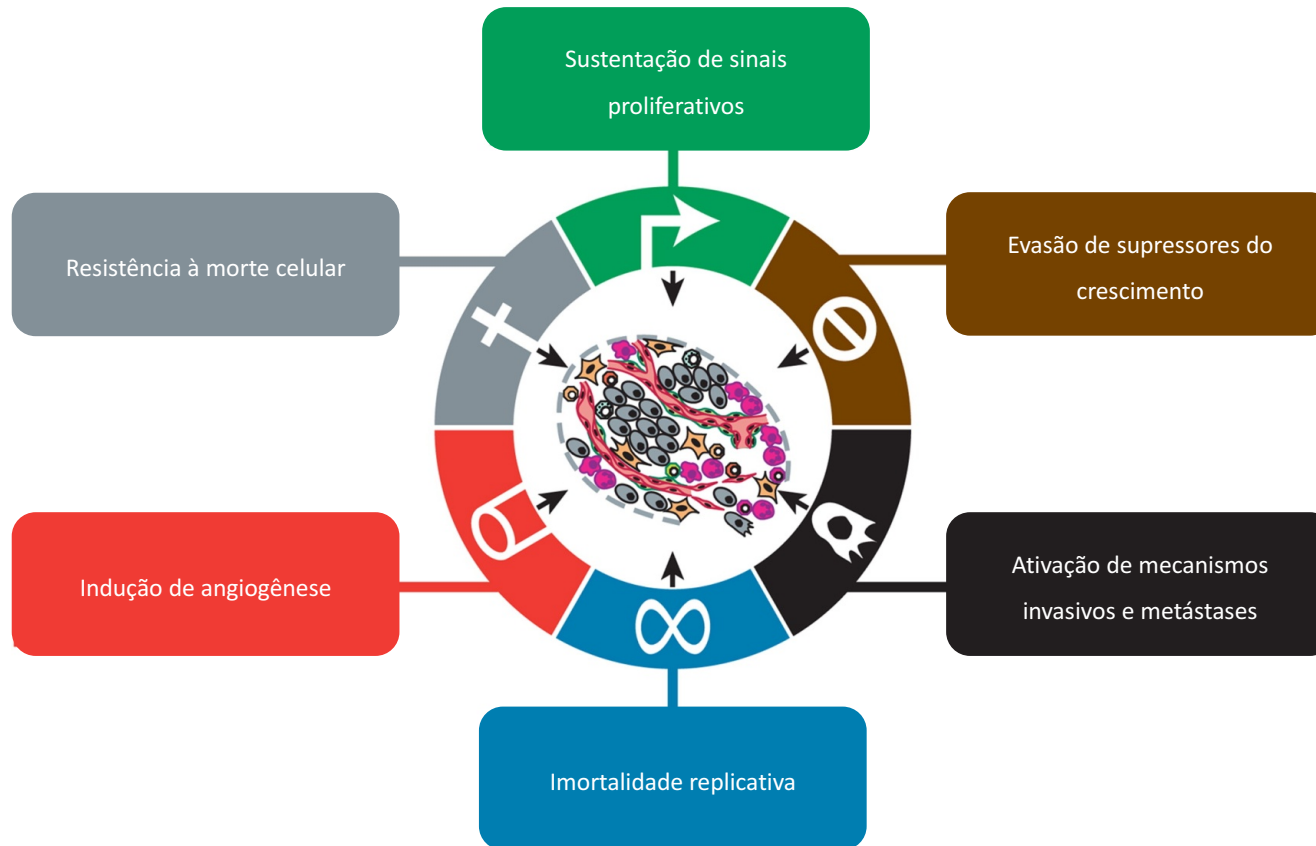 Sustentação de sinais
proliferativos
Resistência à morte celular
Evasão de supressores do
crescimento
Indução de angiogênese
Ativação de mecanismos
invasivos e metástases
Imortalidade replicativa